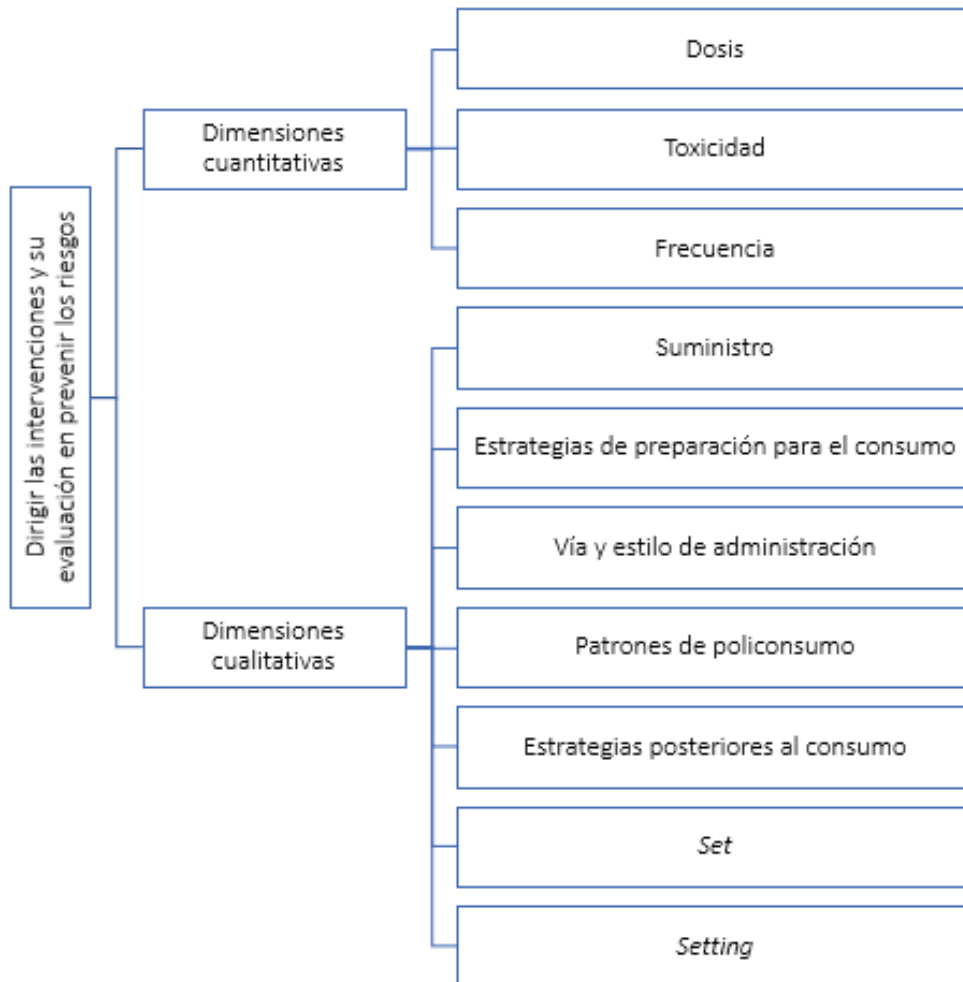 Dirigir las intervenciones y su
evaluación en prevenir los riesgos
Dimensiones
cuantitativas
Dosis
Toxicidad
Frecuencia
Dimensiones
cualitativas
Suministro
Estrategias de preparación para el consumo
Vía y estilo de administración
Patrones de policonsumo
Estrategias posteriores al consumo
Set
Setting